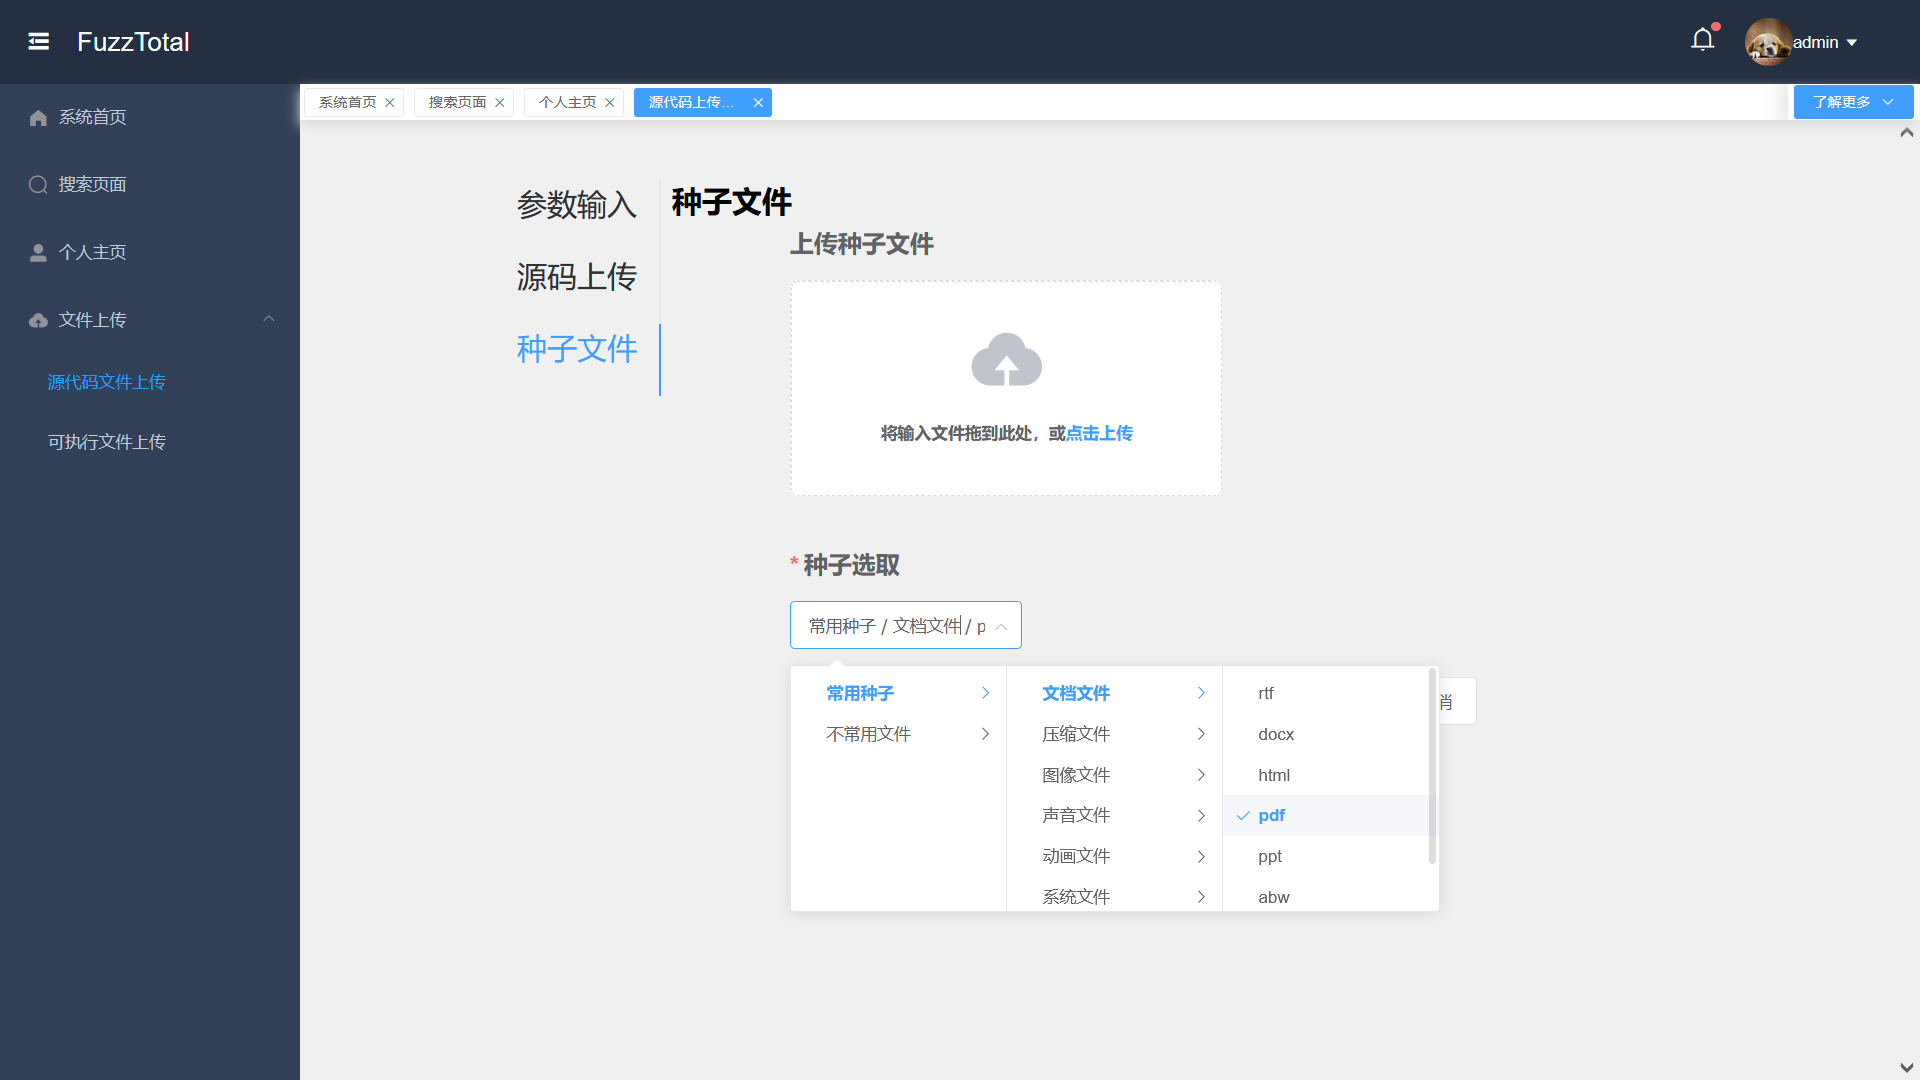 FuzzTotal
admin
系统首页
搜索页面
个人主页
文件上传
源代码文件上传
可执行文件上传
系统首页
搜索页面
个人主页
源代码上传...
了解更多
参数输入
源码上传
种子文件
种子文件
上传种子文件
将输入文件拖到此处，或点击上传
* 种子选取
常用种子 / 文档文件 / p
常用种子
不常用文件
文档文件
压缩文件
图像文件
声音文件
动画文件
系统文件
rtf
docx
html
pdf
ppt
abw
消